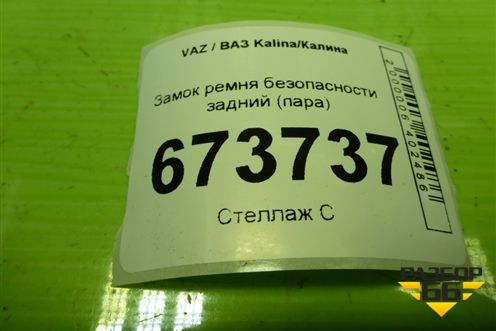 VAZ / ВАЗ Kalina/Калина
Замок ремня безопасности
задний (пара)
673737
Стеллаж С
2000006402486
РАЗБОР
66